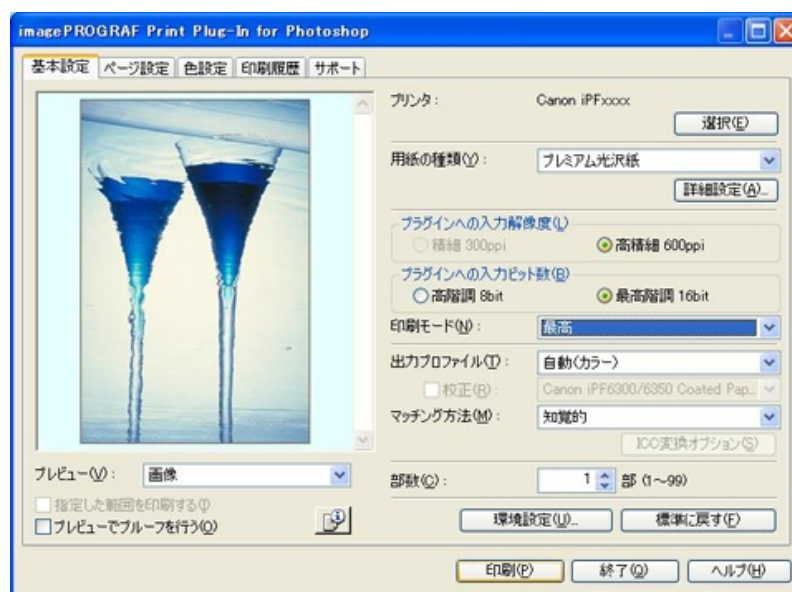 imagePROGRAF Print Plug-In for Photoshop
基本設定 ページ設定 色設定 印刷履歴 サポート
プリンタ: Canon iPFxxxx
選択(E)
用紙の種類(Y): プレミアム光沢紙
詳細設定(A)...
プラグインへの入力解像度(L)
精細 300ppi 高精細 600ppi
プラグインへの入力ビット数(B)
高階調 8bit 最高階調 16bit
印刷モード(N): 最高
出力プロファイル(T): 自動(カラー)
校正(R): Canon iPF6300/6350 Coated Pap...
マッチング方法(M): 知覚的
ICC変換オプション(S)
プレビュー(V): 画像
部数(C): 1 部 (1~99)
指定した範囲を印刷する(I)
プレビューでプルーフを行う(O)
環境設定(U)... 標準に戻す(F)
印刷(P) 終了(Q) ヘルプ(H)